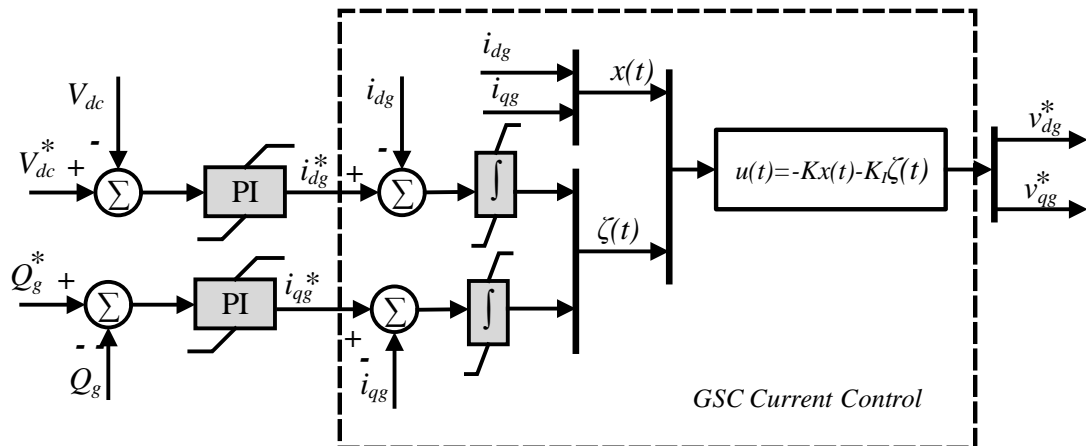 V_dc
-
V_dc^*
+
Σ
PI
i_dg^*
+
i_dg
-
Σ
∫
i_dg
i_qg
x(t)
ζ(t)
u(t)=-Kx(t)-K_Iζ(t)
v_dg^*
v_qg^*
Q_g^*
+
Σ
- -
Q_g
PI
i_qg^*
+
Σ
-
i_qg
∫
GSC Current Control